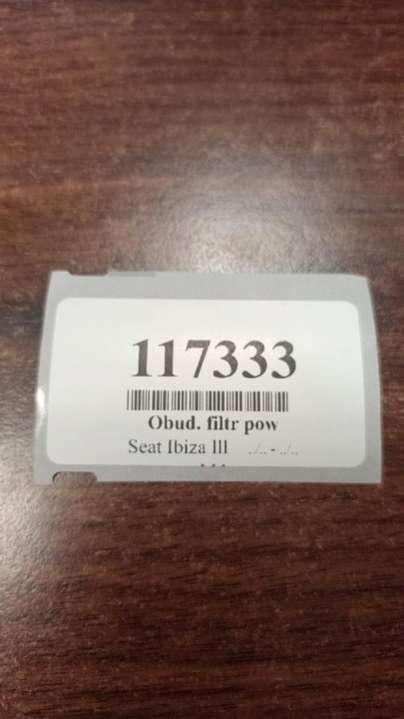 117333
Obud. filtr pow
Seat Ibiza III ../.. - ../..